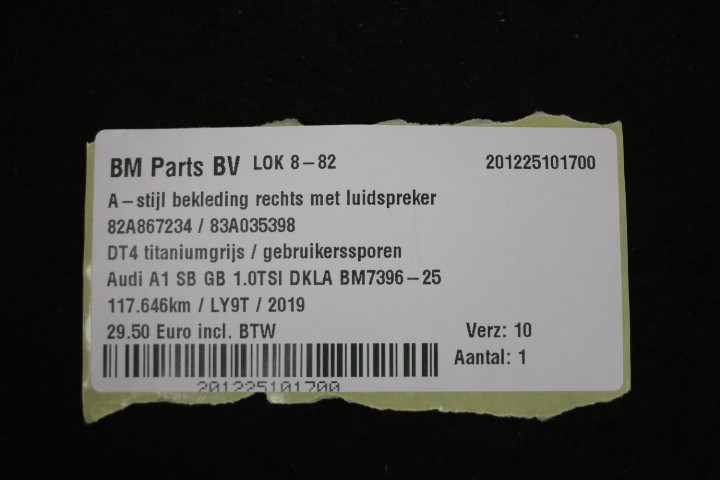 BM Parts BV LOK 8-82 201225101700
A-stijl bekleding rechts met luidspreker
82A867234 / 83A035398
DT4 titaniumgrijs / gebruikerssporen
Audi A1 SB GB 1.0TSI DKLA BM7396-25
117.646km / LY9T / 2019
29.50 Euro incl. BTW Verz: 10
Aantal: 1
201225101700